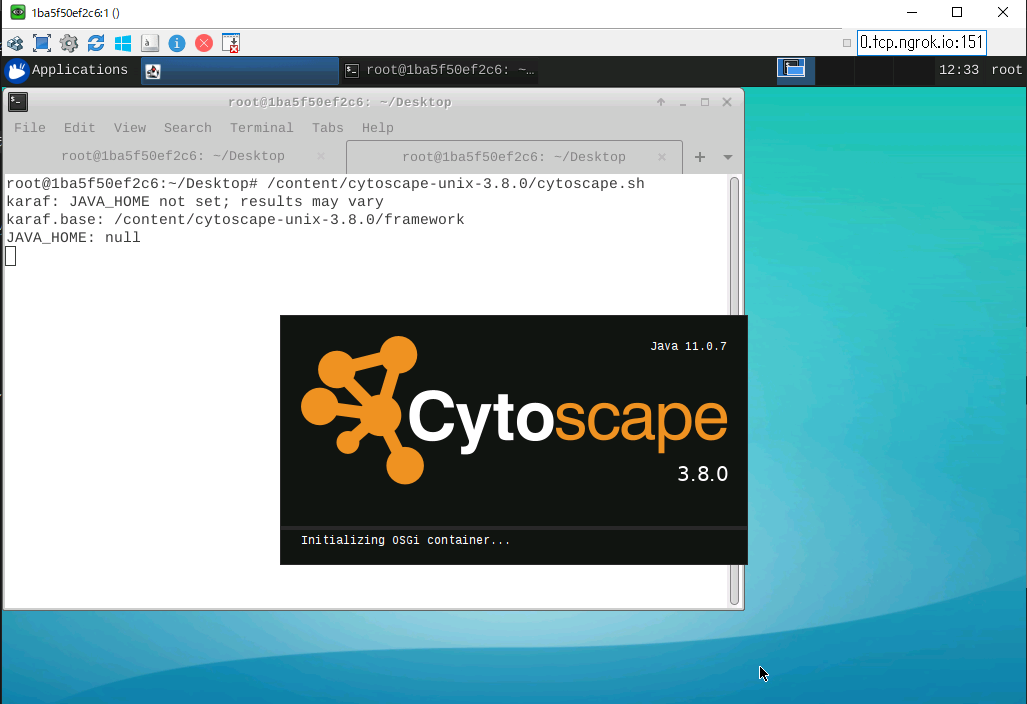 1ba5f50ef2c6:1 ()
0.tcp.ngrok.io:151
Applications
root@1ba5f50ef2c6: ~…
12:33 root
root@1ba5f50ef2c6: ~/Desktop
File Edit View Search Terminal Tabs Help
root@1ba5f50ef2c6: ~/Desktop root@1ba5f50ef2c6: ~/Desktop
root@1ba5f50ef2c6:~/Desktop# /content/cytoscape-unix-3.8.0/cytoscape.sh
karaf: JAVA_HOME not set; results may vary
karaf.base: /content/cytoscape-unix-3.8.0/framework
JAVA_HOME: null
Java 11.0.7
Cytoscape
3.8.0
Initializing OSGi container...